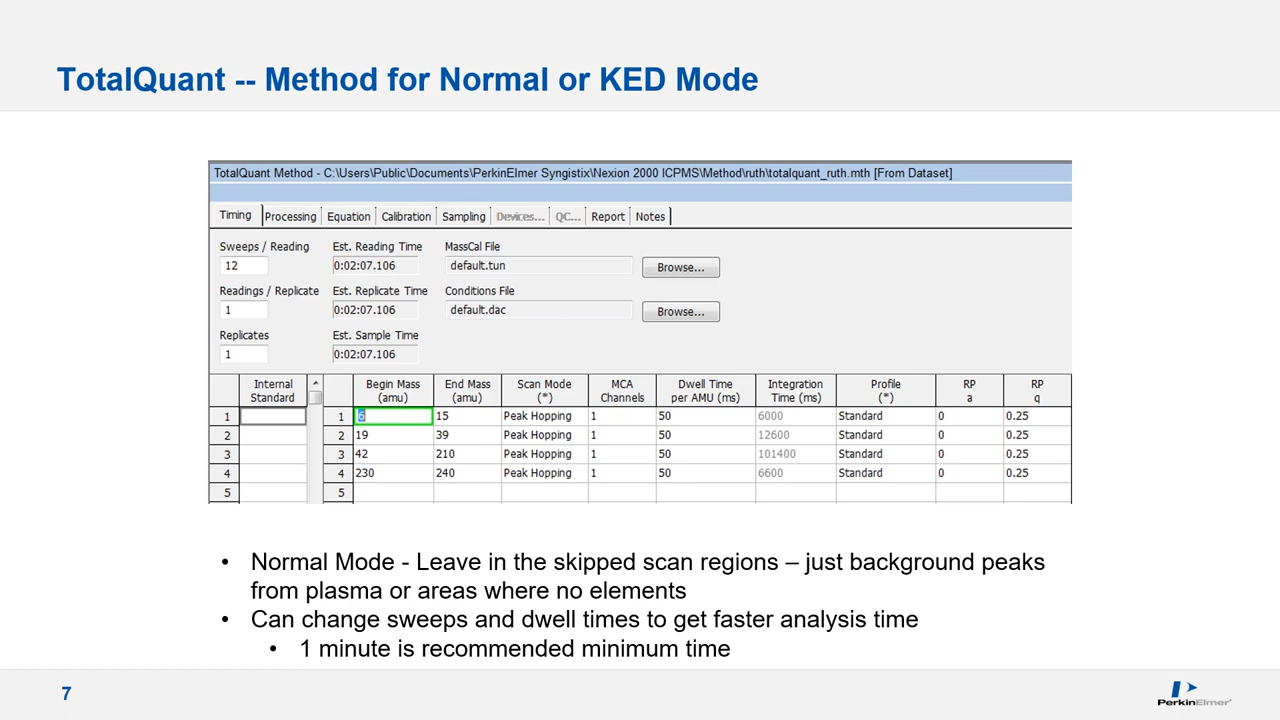 TotalQuant -- Method for Normal or KED Mode
TotalQuant Method - C:\Users\Public\Documents\PerkinElmer Syngistix\Nexion 2000 ICPMS\Method\ruth\totalquant_ruth.mth [From Dataset]
Timing Processing Equation Calibration Sampling Devices... QC... Report Notes
Sweeps / Reading Est. Reading Time MassCal File
12 0:02:07.106 default.tun Browse...
Readings / Replicate Est. Replicate Time Conditions File
1 0:02:07.106 default.dac Browse...
Replicates Est. Sample Time
1 0:02:07.106
Internal Begin Mass End Mass Scan Mode MCA Dwell Time Integration Profile RP RP
Standard (amu) (amu) (*) Channels per AMU (ms) Time (ms) (*) a q
1 1 6 15 Peak Hopping 1 50 6000 Standard 0 0.25
2 2 19 39 Peak Hopping 1 50 12600 Standard 0 0.25
3 3 42 210 Peak Hopping 1 50 101400 Standard 0 0.25
4 4 230 240 Peak Hopping 1 50 6600 Standard 0 0.25
5 5
• Normal Mode - Leave in the skipped scan regions – just background peaks
from plasma or areas where no elements
• Can change sweeps and dwell times to get faster analysis time
• 1 minute is recommended minimum time
7
PerkinElmer